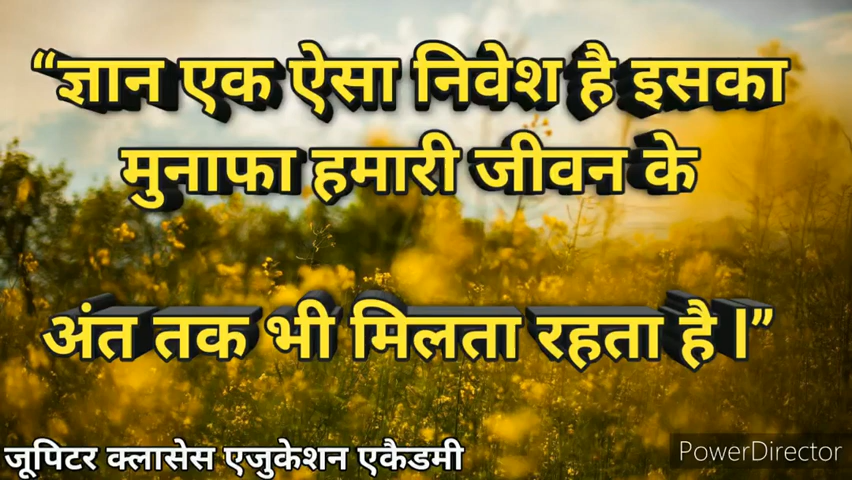 “ज्ञान एक ऐसा निवेश है इसका
मुनाफा हमारी जीवन के
अंत तक भी मिलता रहता है।”
जूपिटर क्लासेस एजुकेशन एकैडमी
PowerDirector